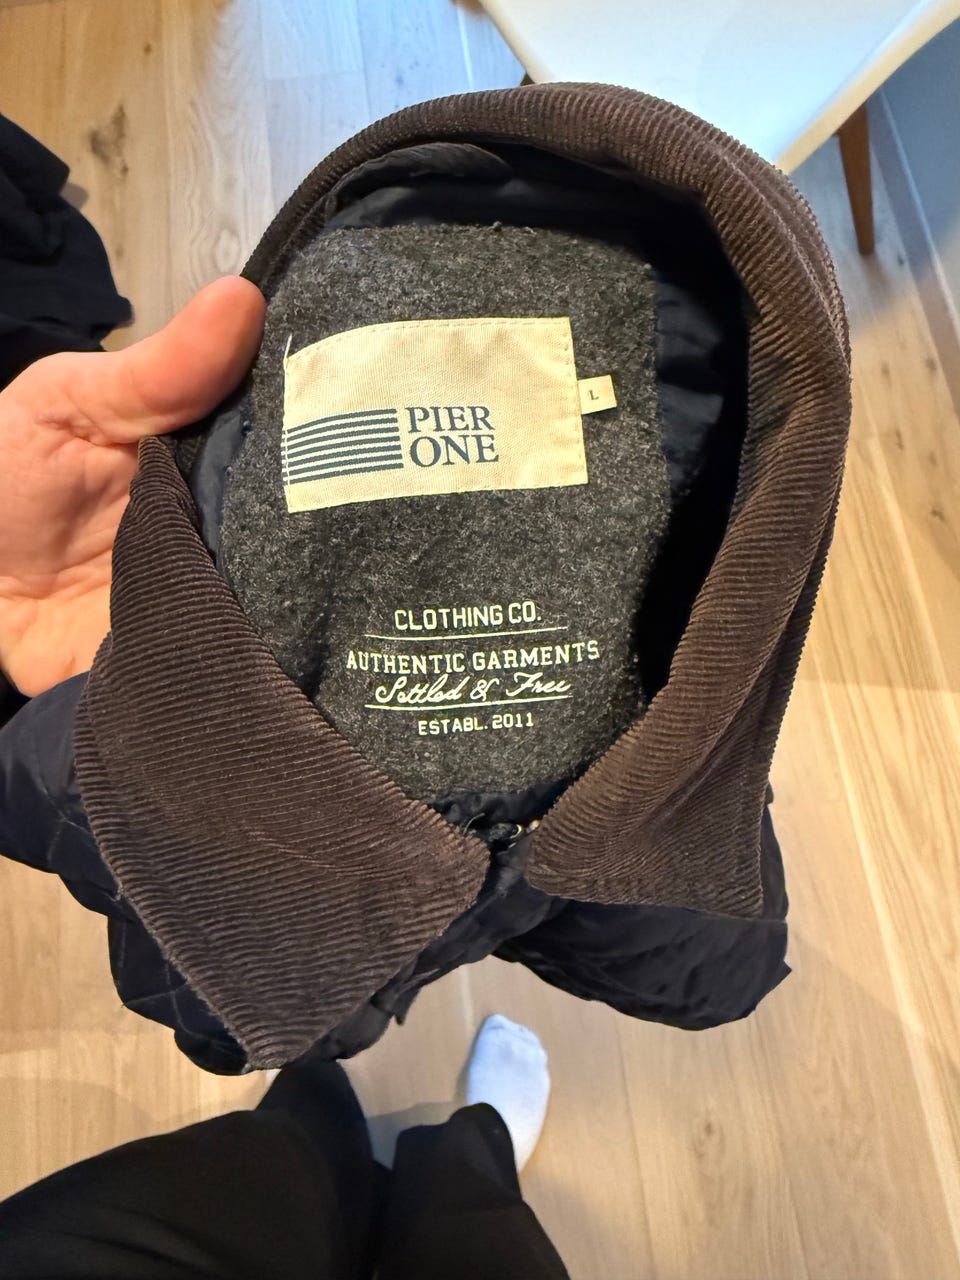 PIER
ONE
L
CLOTHING CO.
AUTHENTIC GARMENTS
Settled & Free
ESTABL. 2011